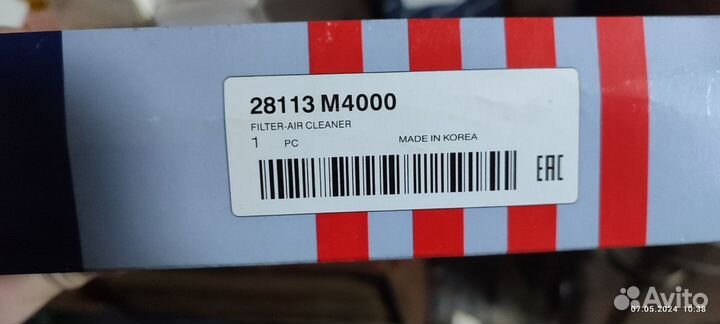 28113 M4000
FILTER-AIR CLEANER
1 PC MADE IN KOREA
EAC
Avito
07.05.2024 10:38